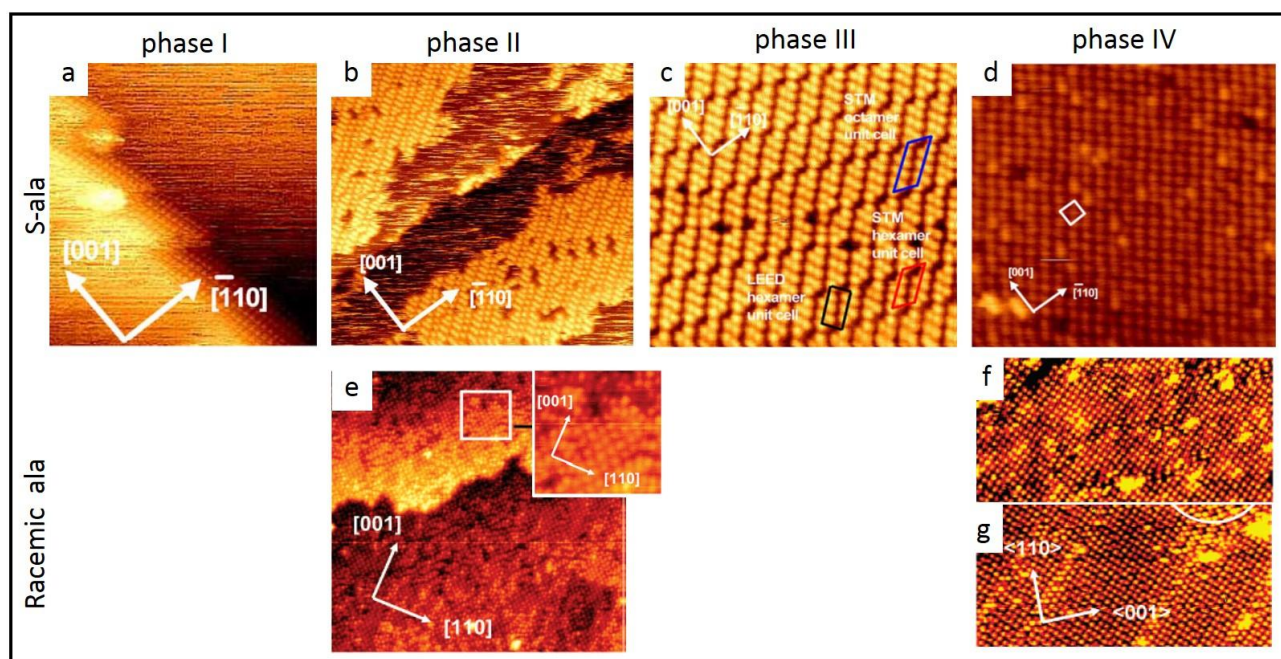 phase I
phase II
phase III
phase IV
S-ala
a
[001]
[1̅10]
b
[001]
[1̅10]
c
[001]
[1̅10]
STM
octamer
unit cell
STM
hexamer
unit cell
LEED
hexamer
unit cell
d
[001]
[1̅10]
Racemic ala
e
[001]
[110]
[001]
[110]
f
g
<110>
<001>